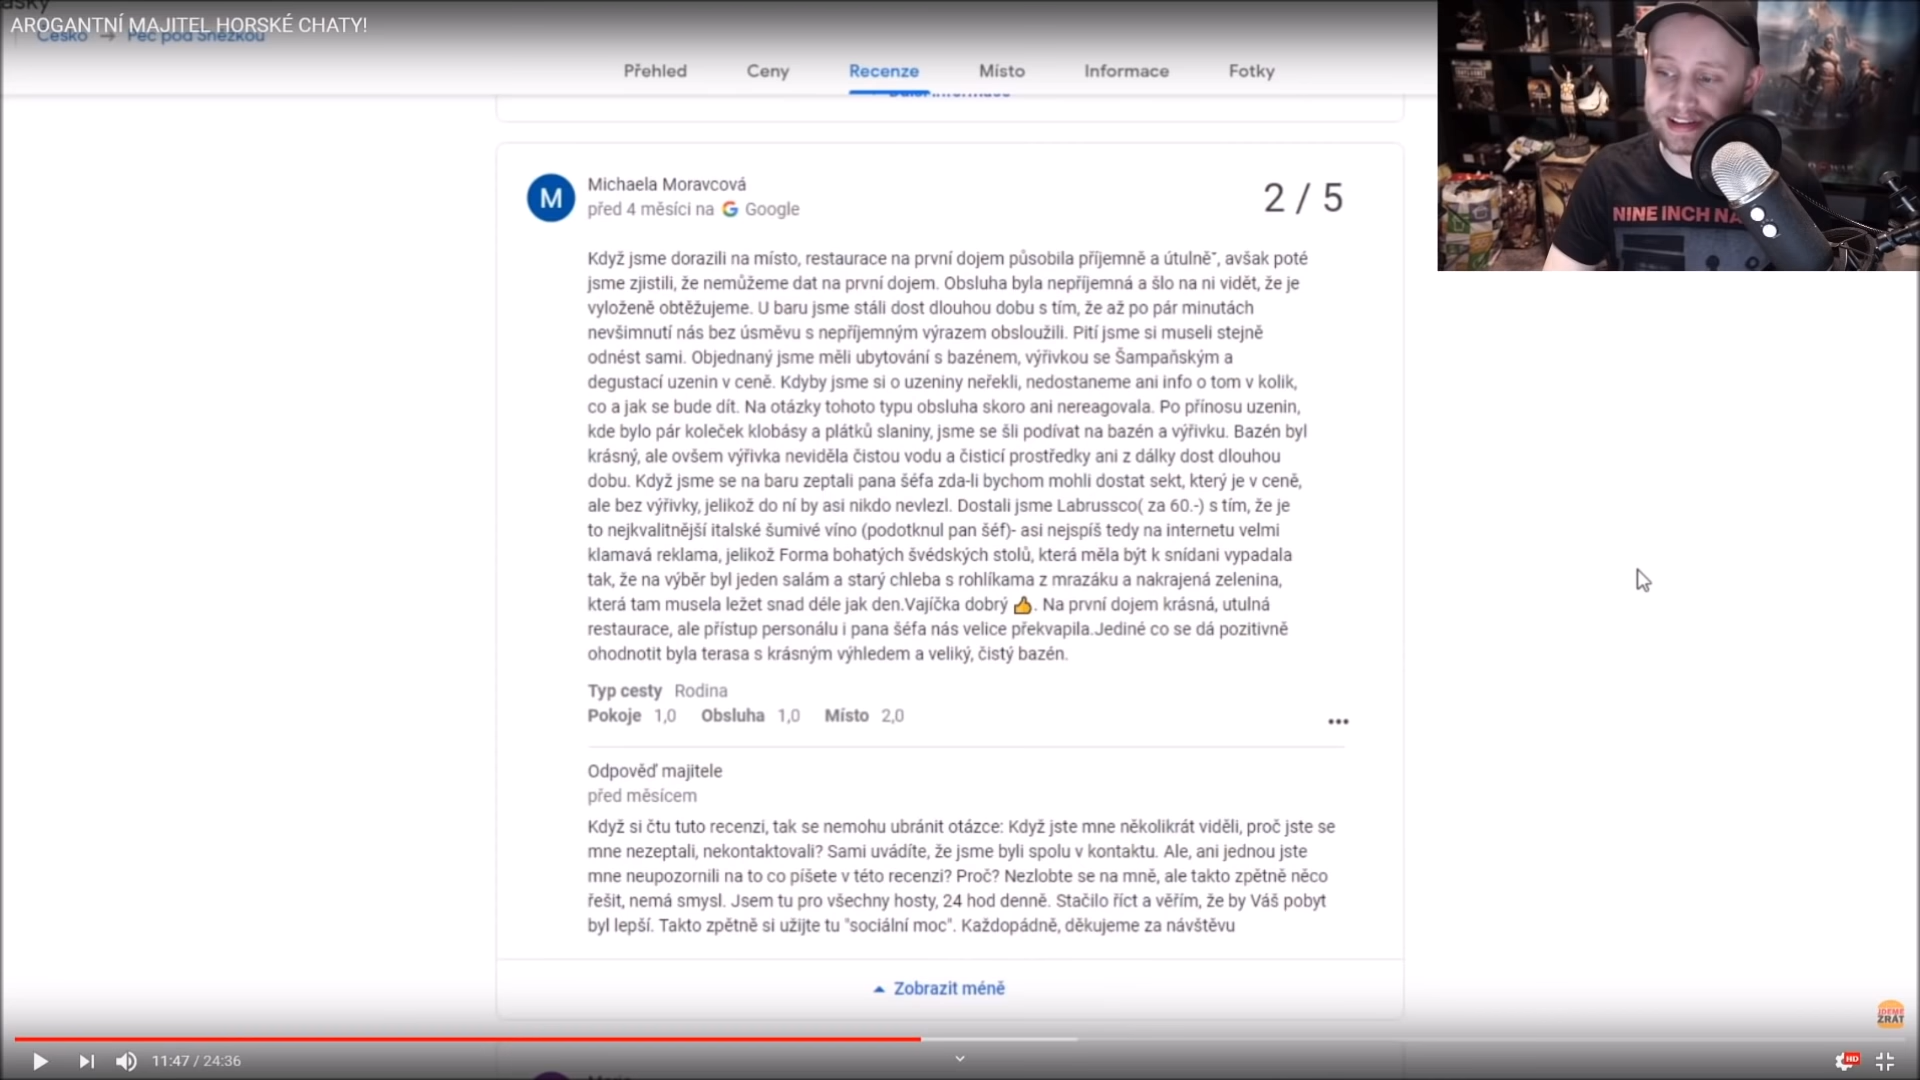 AROGANTNÍ MAJITEL HORSKÉ CHATY!
Česko → Pec pod Sněžkou
Přehled Ceny Recenze Místo Informace Fotky
Další informace
M
Michaela Moravcová
před 4 měsíci na G Google
2 / 5
Když jsme dorazili na místo, restaurace na první dojem působila příjemně a útulně˝, avšak poté
jsme zjistili, že nemůžeme dat na první dojem. Obsluha byla nepříjemná a šlo na ni vidět, že je
vyloženě obtěžujeme. U baru jsme stáli dost dlouhou dobu s tím, že až po pár minutách
nevšimnutí nás bez úsměvu s nepříjemným výrazem obsloužili. Pití jsme si museli stejně
odnést sami. Objednaný jsme měli ubytování s bazénem, výřivkou se Šampaňským a
degustací uzenin v ceně. Kdyby jsme si o uzeniny neřekli, nedostaneme ani info o tom v kolik,
co a jak se bude dít. Na otázky tohoto typu obsluha skoro ani nereagovala. Po přínosu uzenin,
kde bylo pár koleček klobásy a plátků slaniny, jsme se šli podívat na bazén a výřivku. Bazén byl
krásný, ale ovšem výřivka neviděla čistou vodu a čisticí prostředky ani z dálky dost dlouhou
dobu. Když jsme se na baru zeptali pana šéfa zda-li bychom mohli dostat sekt, který je v ceně,
ale bez výřivky, jelikož do ní by asi nikdo nevlezl. Dostali jsme Labrussco( za 60.-) s tím, že je
to nejkvalitnější italské šumivé víno (podotknul pan šéf)- asi nejspíš tedy na internetu velmi
klamavá reklama, jelikož Forma bohatých švédských stolů, která měla být k snídani vypadala
tak, že na výběr byl jeden salám a starý chleba s rohlíkama z mrazáku a nakrajená zelenina,
která tam musela ležet snad déle jak den.Vajíčka dobrý 👍. Na první dojem krásná, utulná
restaurace, ale přístup personálu i pana šéfa nás velice překvapila.Jediné co se dá pozitivně
ohodnotit byla terasa s krásným výhledem a veliký, čistý bazén.
Typ cesty Rodina
Pokoje 1,0 Obsluha 1,0 Místo 2,0
Odpověď majitele
před měsícem
Když si čtu tuto recenzi, tak se nemohu ubránit otázce: Když jste mne několikrát viděli, proč jste se
mne nezeptali, nekontaktovali? Sami uvádíte, že jsme byli spolu v kontaktu. Ale, ani jednou jste
mne neupozornili na to co píšete v této recenzi? Proč? Nezlobte se na mně, ale takto zpětně něco
řešit, nemá smysl. Jsem tu pro všechny hosty, 24 hod denně. Stačilo říct a věřím, že by Váš pobyt
byl lepší. Takto zpětně si užijte tu "sociální moc". Každopádně, děkujeme za návštěvu
Zobrazit méně
NINE INCH
JDEME
ŽRÁT
11:47 / 24:36
HD